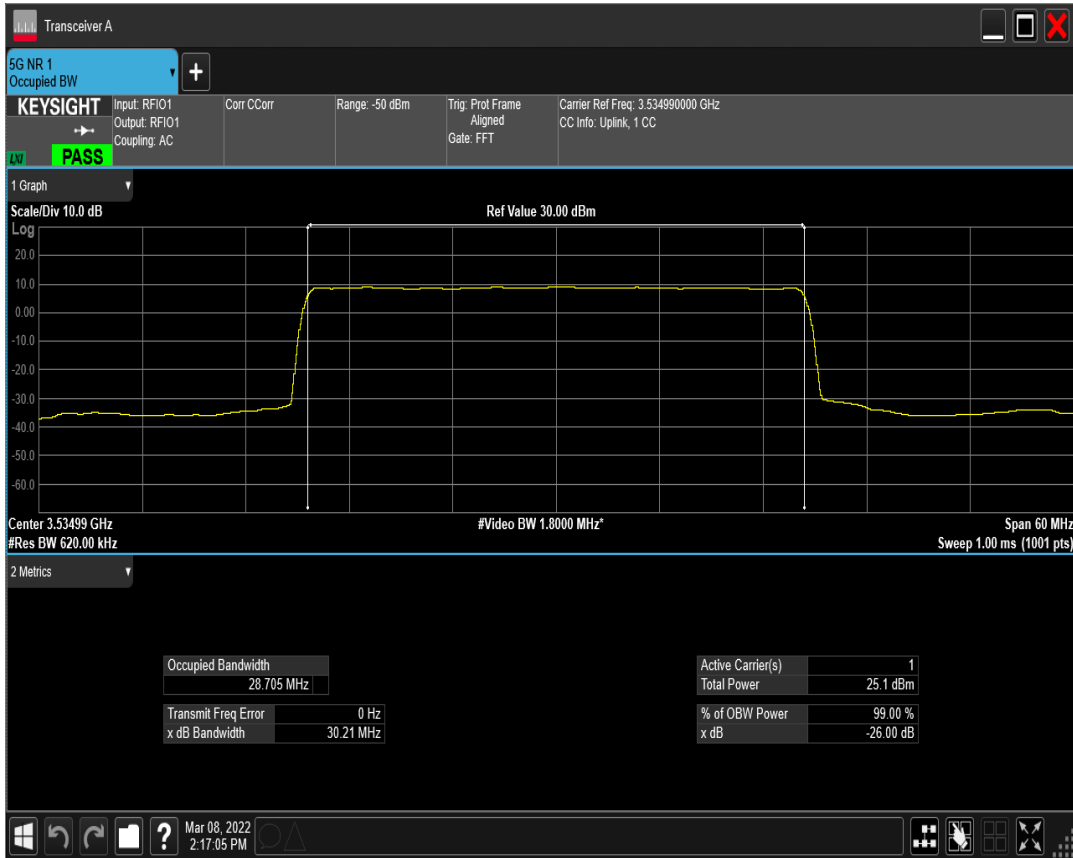 Transceiver A
5G NR 1
Occupied BW
+
KEYSIGHT
LXI
PASS
Input: RFIO1
Output: RFIO1
Coupling: AC
Corr CCorr
Range: -50 dBm
Trig: Prot Frame
Aligned
Gate: FFT
Carrier Ref Freq: 3.534990000 GHz
CC Info: Uplink, 1 CC
1 Graph
Scale/Div 10.0 dB
Ref Value 30.00 dBm
Log
20.0
10.0
0.00
-10.0
-20.0
-30.0
-40.0
-50.0
-60.0
Center 3.53499 GHz
#Video BW 1.8000 MHz*
Span 60 MHz
#Res BW 620.00 kHz
Sweep 1.00 ms (1001 pts)
2 Metrics
Occupied Bandwidth
28.705 MHz
Transmit Freq Error 0 Hz
x dB Bandwidth 30.21 MHz
Active Carrier(s) 1
Total Power 25.1 dBm
% of OBW Power 99.00 %
x dB -26.00 dB
?
Mar 08, 2022
2:17:05 PM